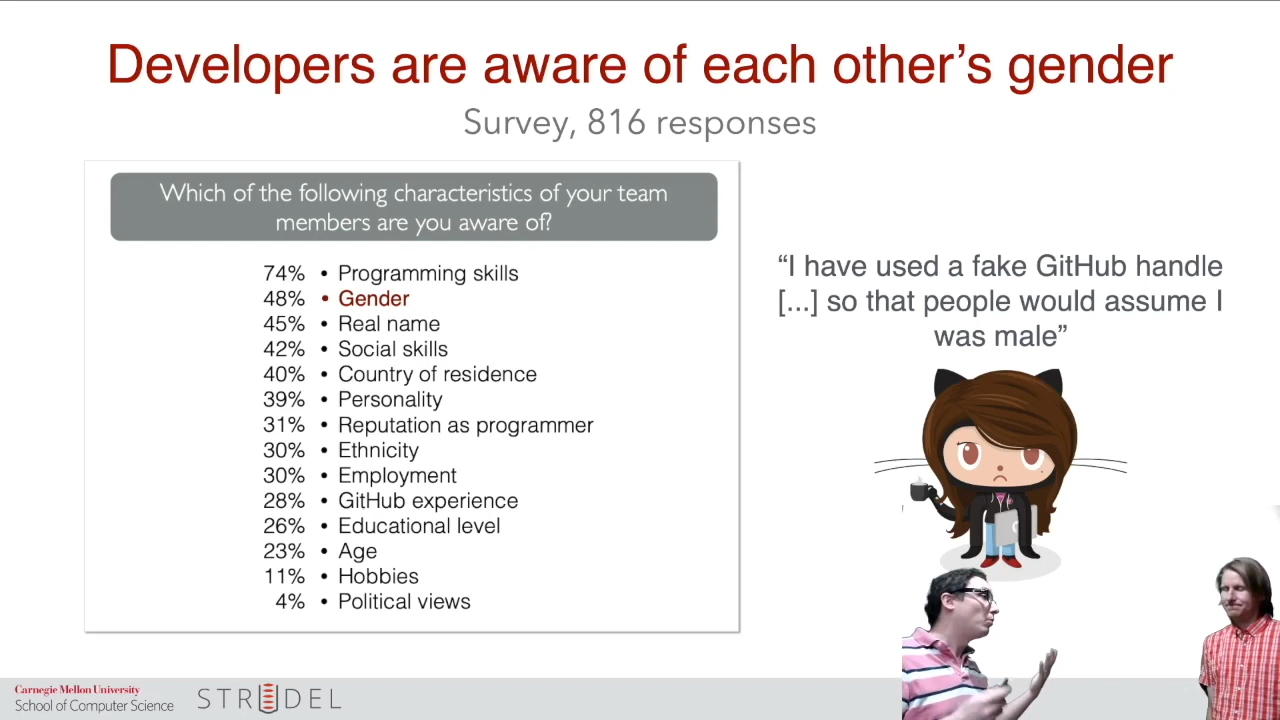 Developers are aware of each other's gender
Survey, 816 responses
Which of the following characteristics of your team
members are you aware of?
74% • Programming skills
48% • Gender
45% • Real name
42% • Social skills
40% • Country of residence
39% • Personality
31% • Reputation as programmer
30% • Ethnicity
30% • Employment
28% • GitHub experience
26% • Educational level
23% • Age
11% • Hobbies
4% • Political views
“I have used a fake GitHub handle
[...] so that people would assume I
was male”
Carnegie Mellon University
School of Computer Science
STRUDEL